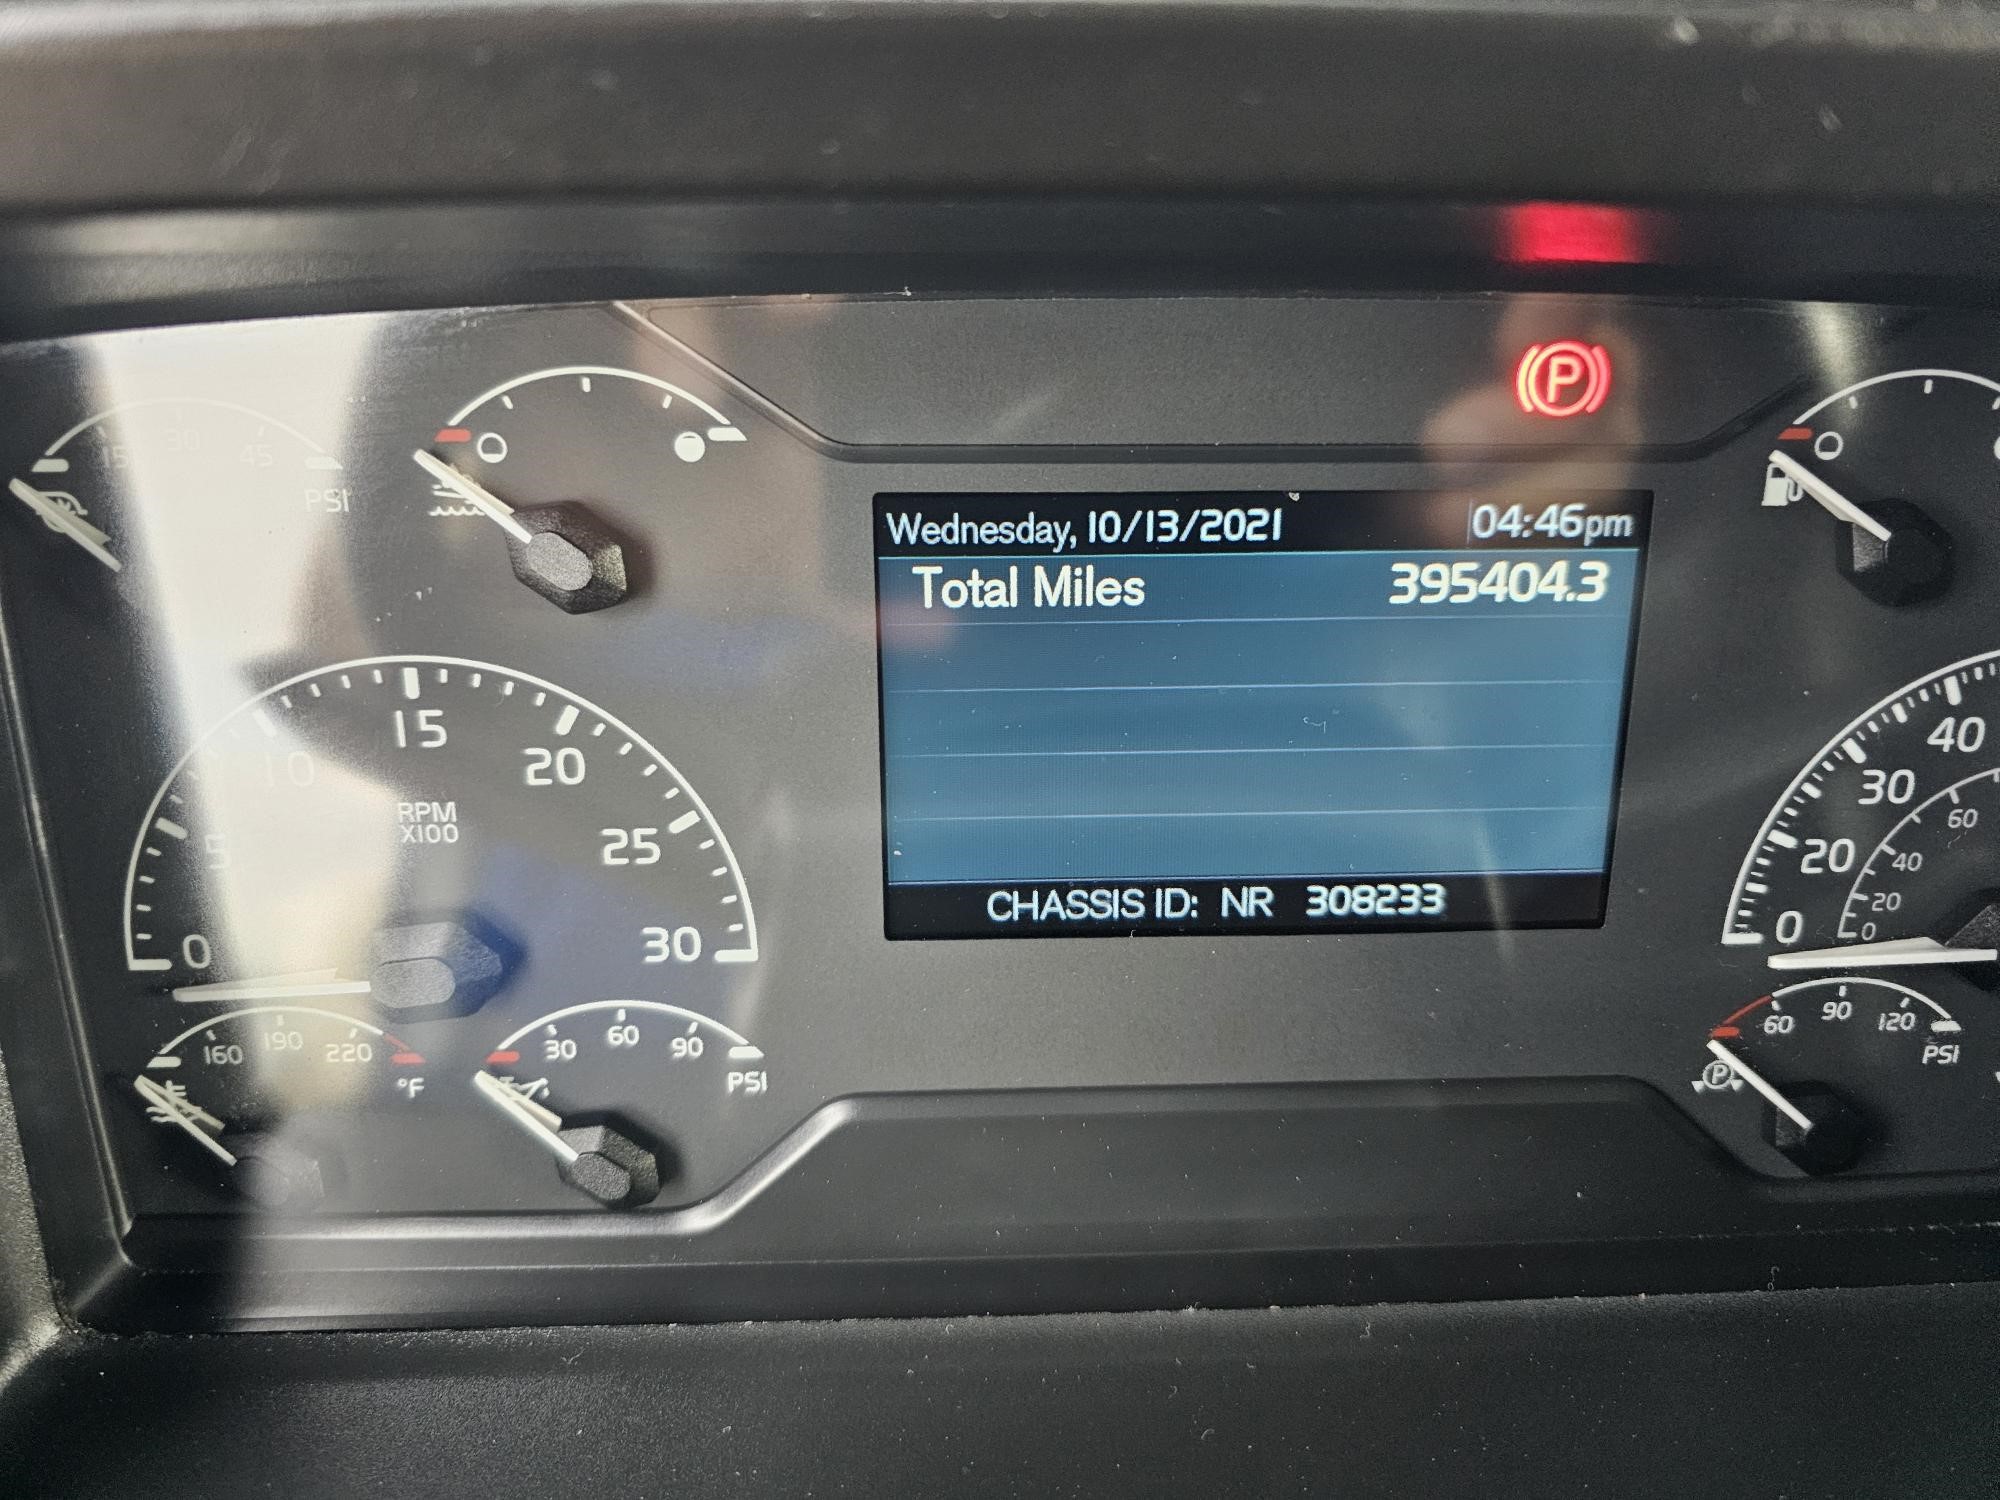 15 30 45
PSI
Wednesday, 10/13/2021 04:46pm
Total Miles 395404.3
CHASSIS ID: NR 308233
P
0 5 10 15 20 25 30
RPM
X100
160 190 220
°F
30 60 90
PSI
0 20 30 40
0 20 40 60
60 90 120
PSI
P